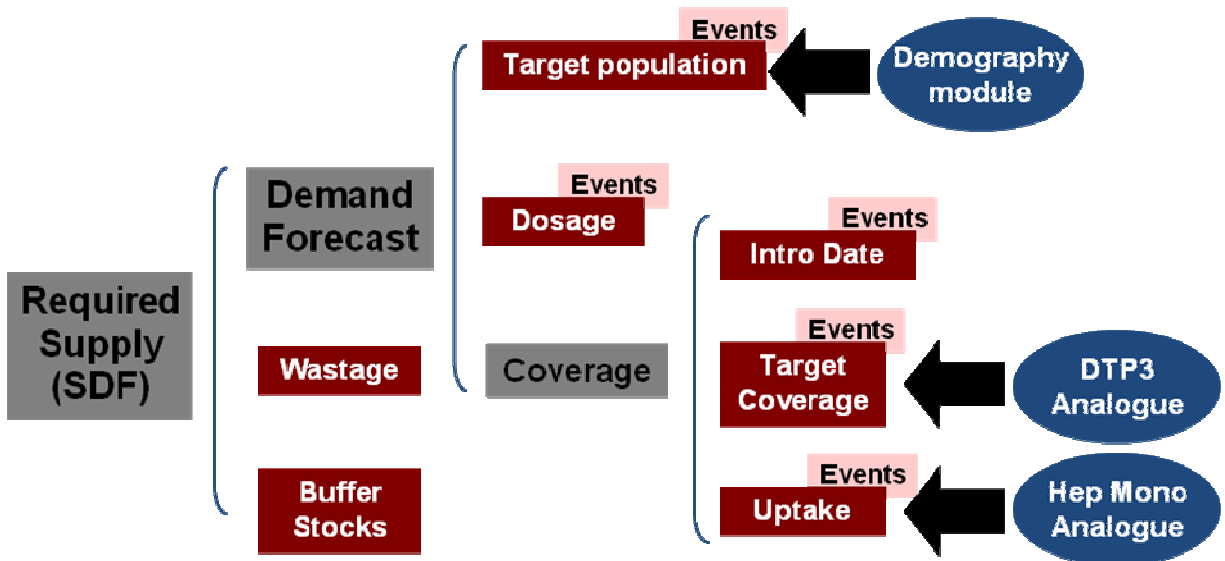 Events
Target population
Demography
module
Events
Dosage
Demand
Forecast
Events
Intro Date
Required
Supply
(SDF)
Events
Wastage
Coverage
Target
Coverage
DTP3
Analogue
Events
Buffer
Stocks
Uptake
Hep Mono
Analogue